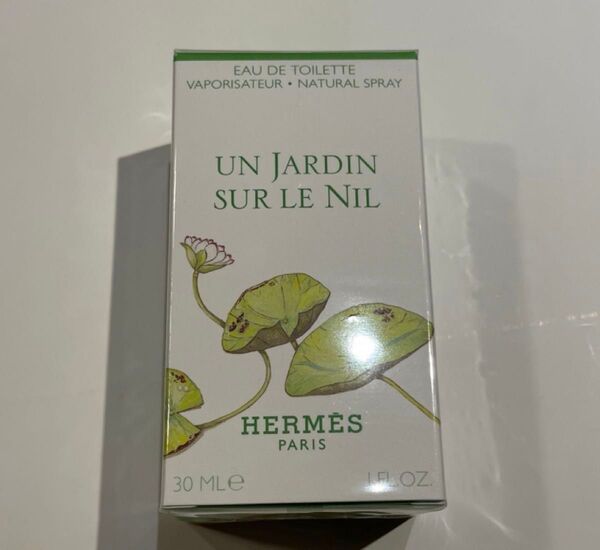 EAU DE TOILETTE
VAPORISATEUR • NATURAL SPRAY
UN JARDIN
SUR LE NIL
HERMÈS
PARIS
30 ML℮ 1 FL.OZ.